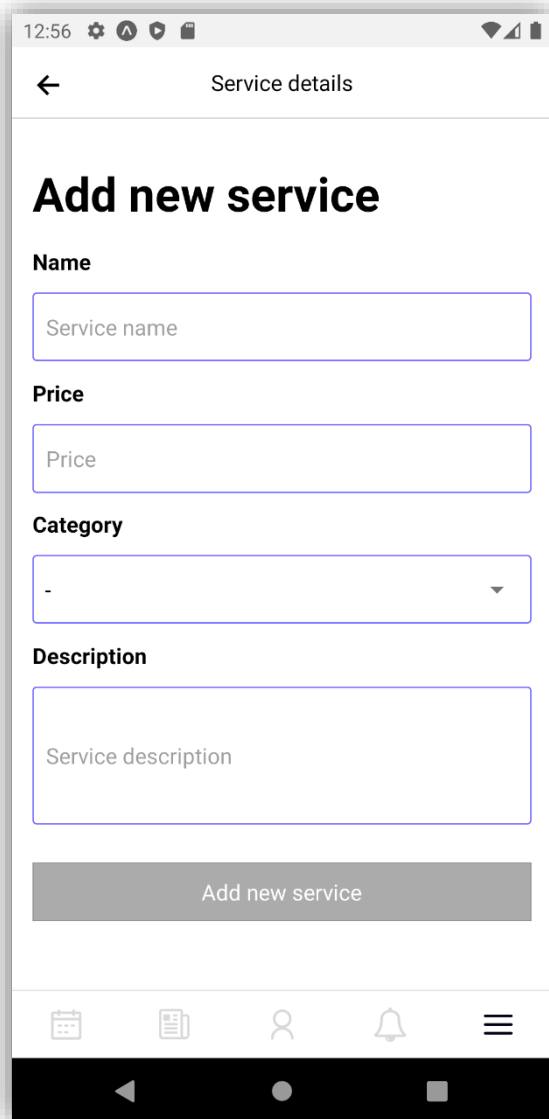 12:56
Service details
Add new service
Name
Service name
Price
Price
Category
-
Description
Service description
Add new service